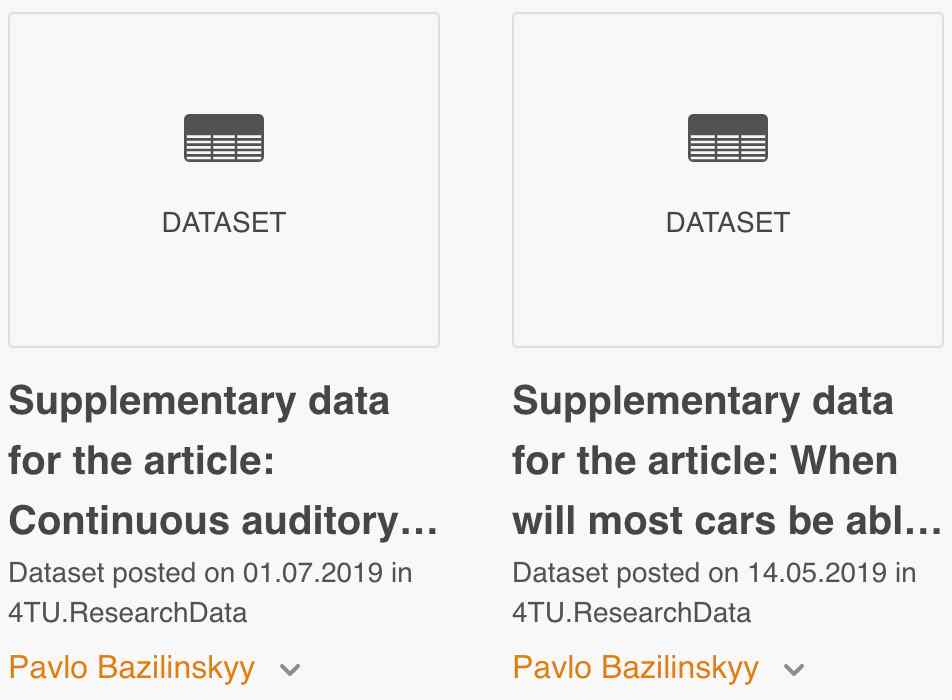 DATASET
Supplementary data
for the article:
Continuous auditory...
Dataset posted on 01.07.2019 in
4TU.ResearchData
Pavlo Bazilinskyy
DATASET
Supplementary data
for the article: When
will most cars be abl...
Dataset posted on 14.05.2019 in
4TU.ResearchData
Pavlo Bazilinskyy